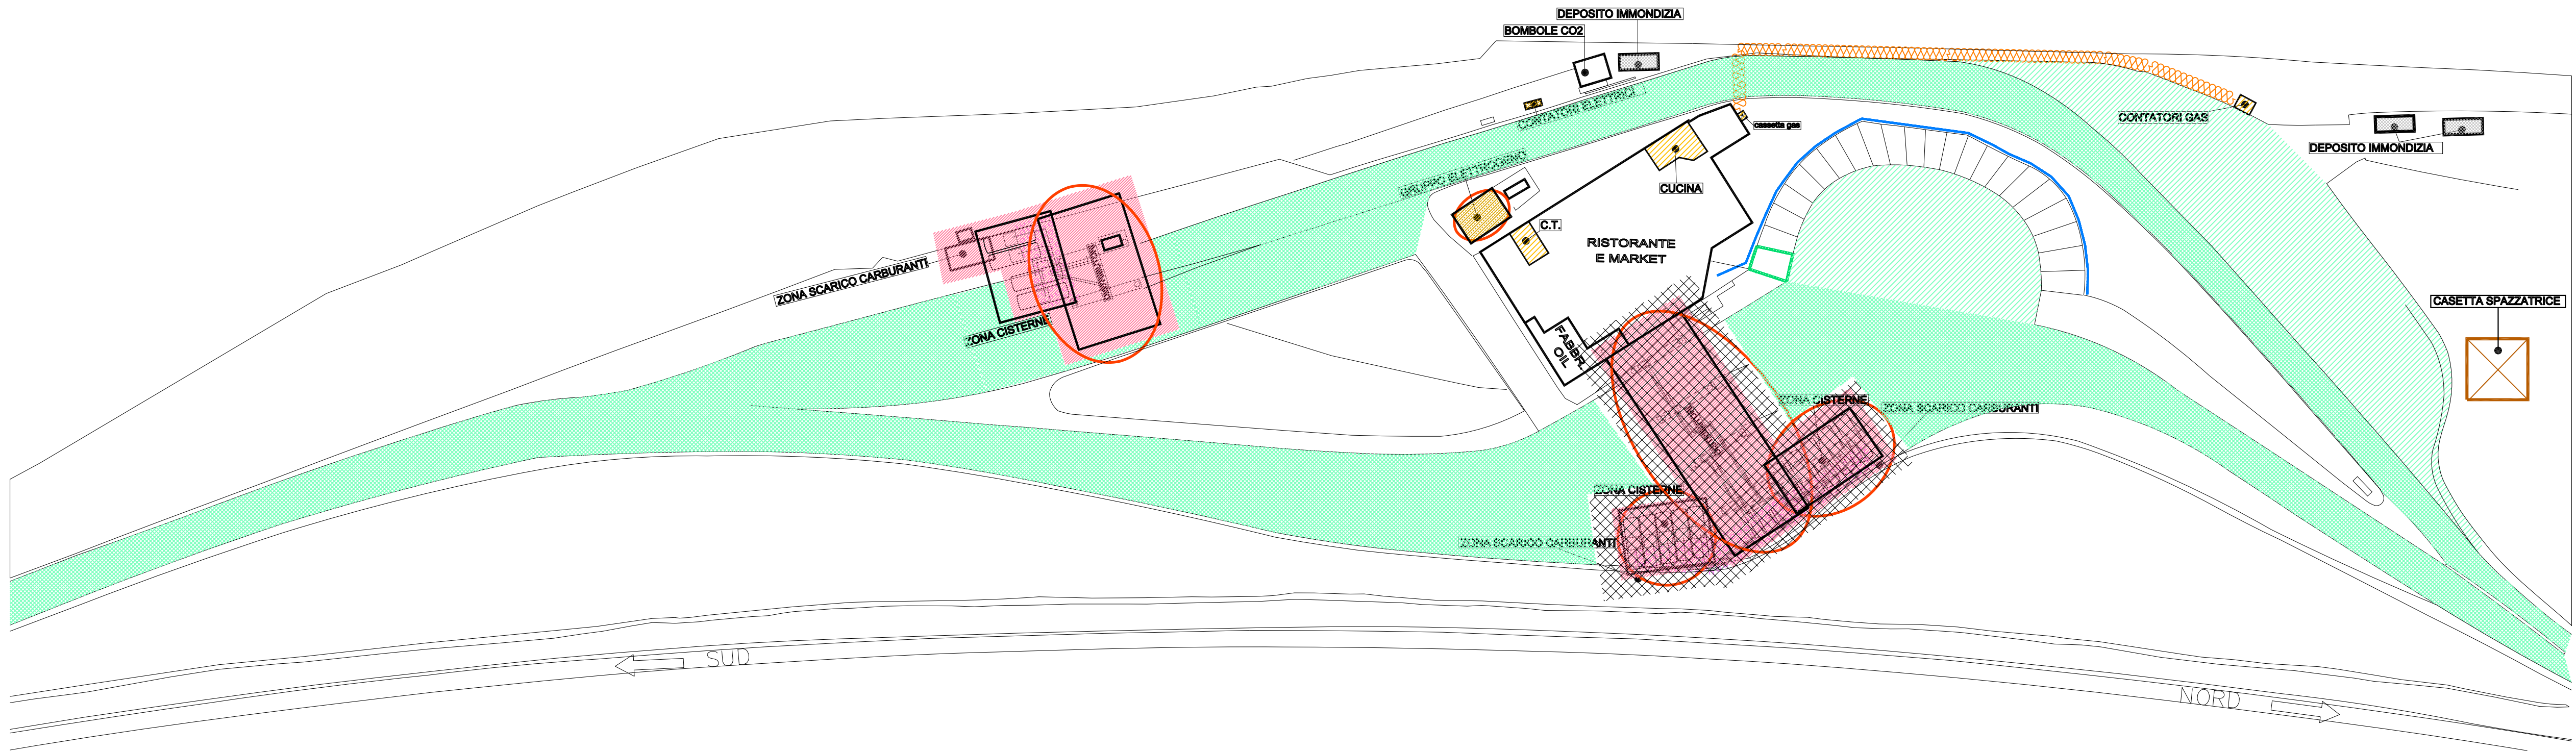 DEPOSITO IMMONDIZIA
BOMBOLE CO2
CONTATORI ELETTRICI
CONTATORI GAS
cassetta gas
DEPOSITO IMMONDIZIA
GRUPPO ELETTROGENO
CUCINA
C.T.
RISTORANTE
E MARKET
ZONA SCARICO CARBURANTI
DISTRIBUTORI
ZONA CISTERNE
CASETTA SPAZZATRICE
FABBR.
OIL
ZONA CISTERNE
ZONA SCARICO CARBURANTI
DISTRIBUTORI
ZONA CISTERNE
ZONA SCARICO CARBURANTI
SUD
NORD